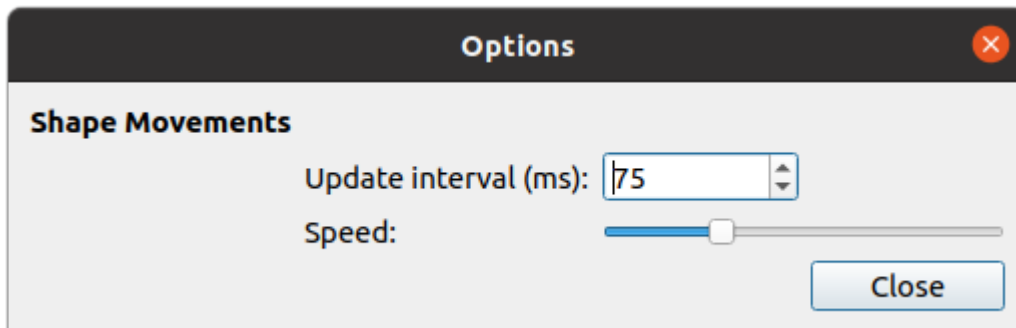 Options
Shape Movements
Update interval (ms): 75
Speed:
Close